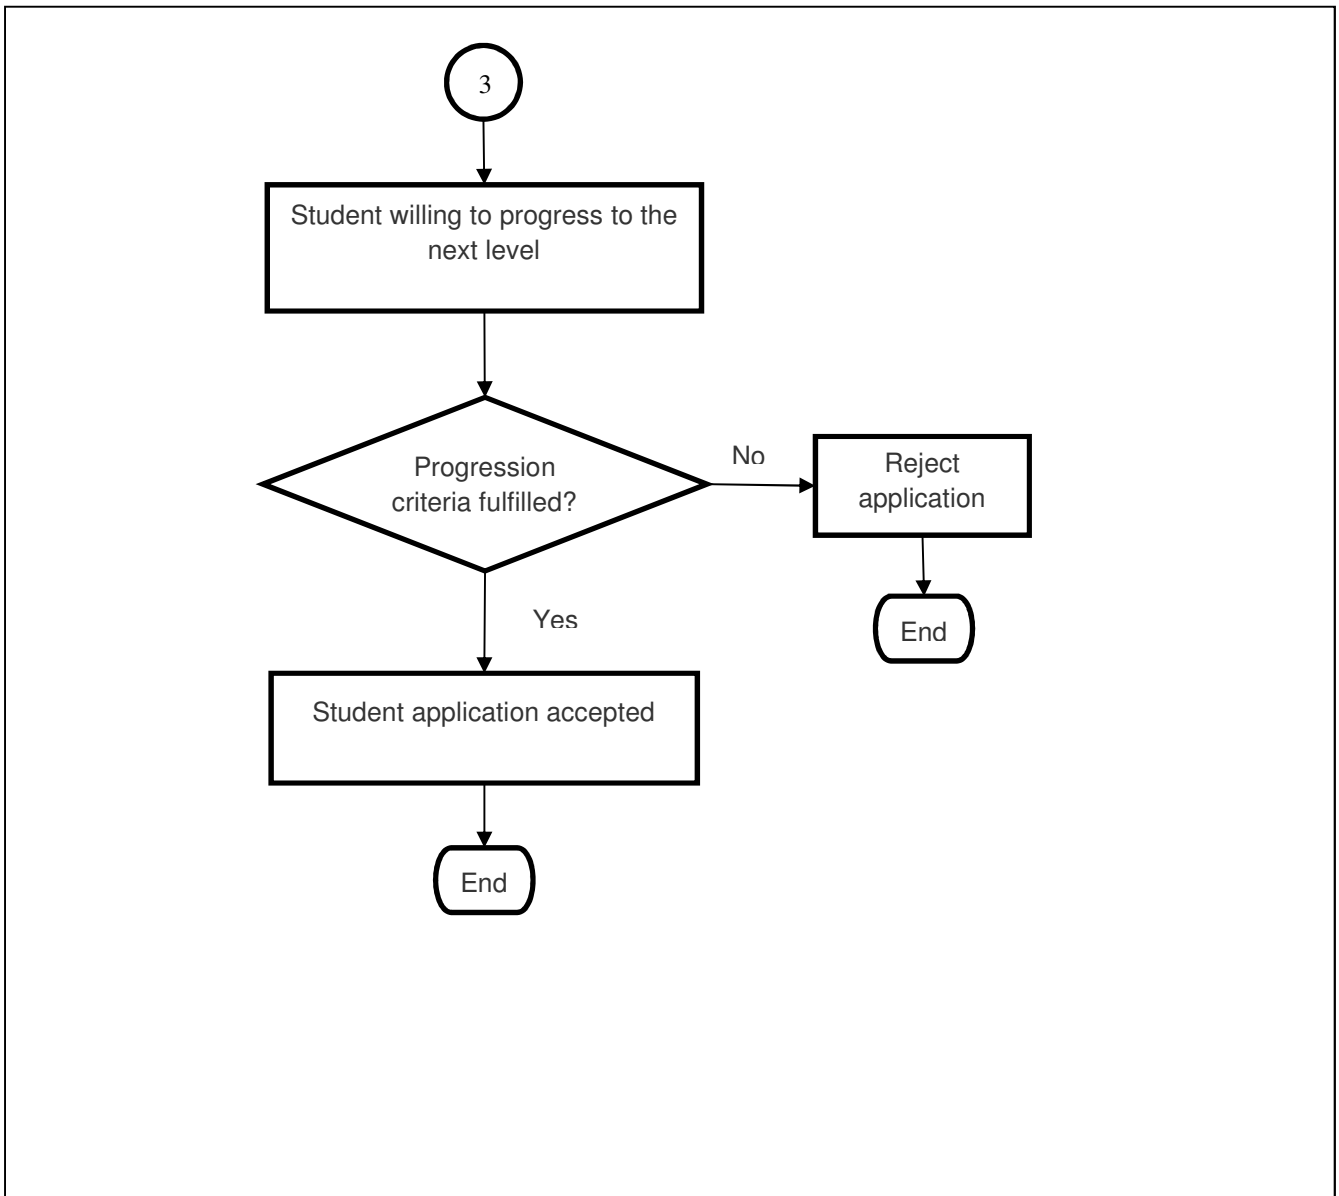 3
Student willing to progress to the
next level
Progression
criteria fulfilled?
No
Reject
application
End
Yes
Student application accepted
End